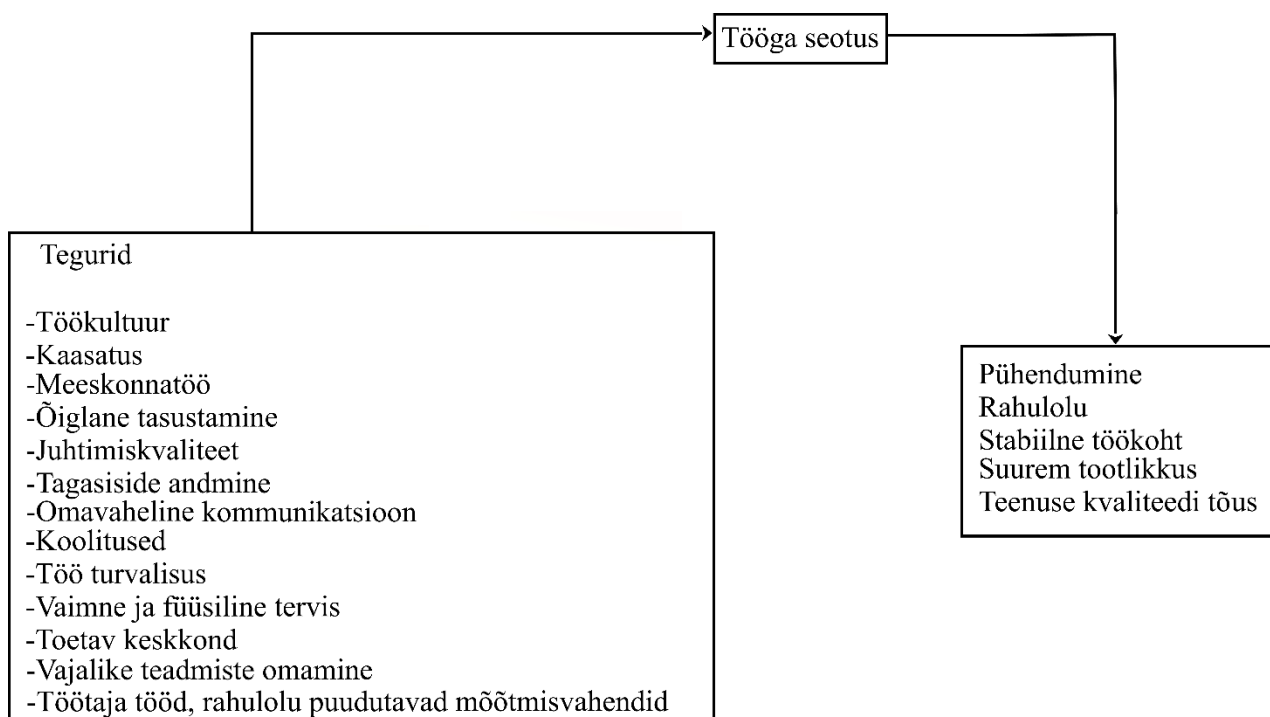 Tööga seotus
Tegurid
-Töökultuur
-Kaasatus
-Meeskonnatöö
-Õiglane tasustamine
-Juhtimiskvaliteet
-Tagasiside andmine
-Omavaheline kommunikatsioon
-Koolitused
-Töö turvalisus
-Vaimne ja füüsiline tervis
-Toetav keskkond
-Vajalike teadmiste omamine
-Töötaja tööd, rahulolu puudutavad mõõtmisvahendid
Pühendumine
Rahulolu
Stabiilne töökoht
Suurem tootlikkus
Teenuse kvaliteedi tõus